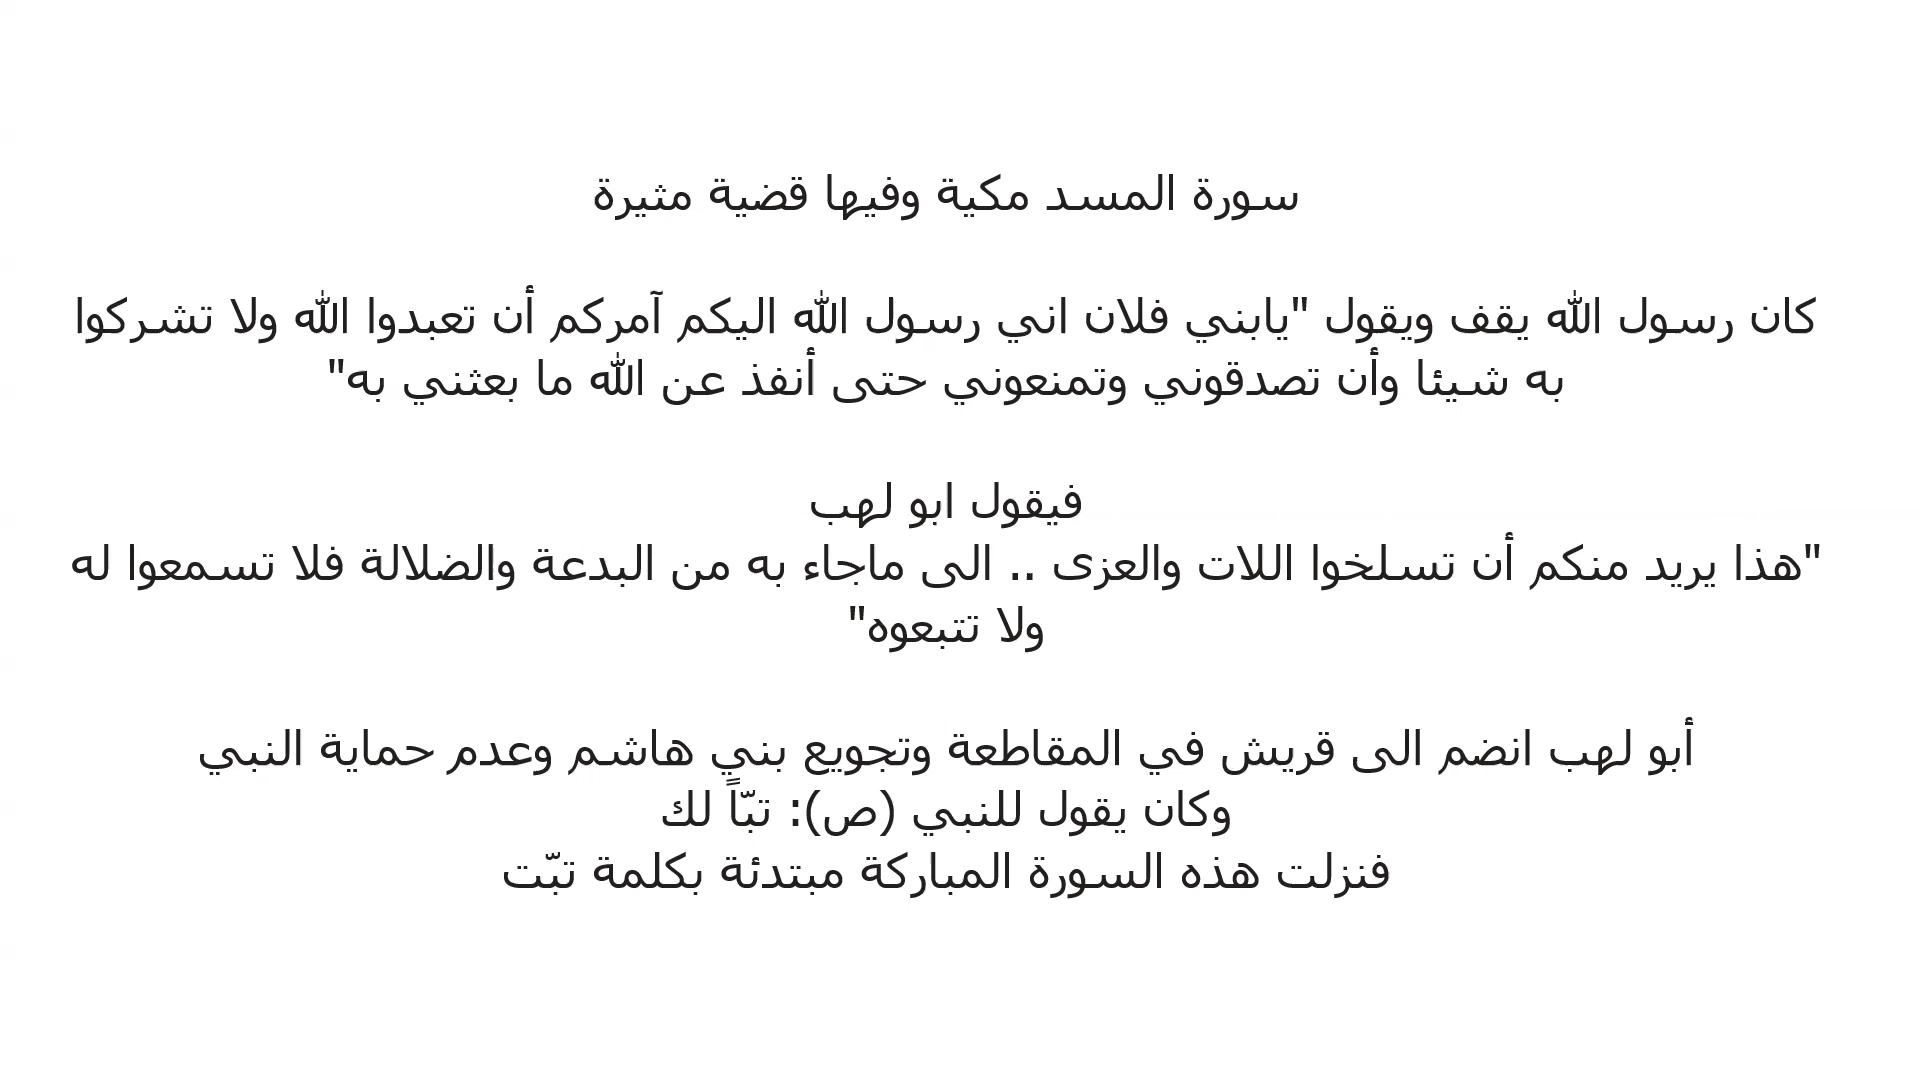 سورة المسد مكية وفيها قضية مثيرة
كان رسول الله يقف ويقول "يابني فلان اني رسول الله اليكم آمركم أن تعبدوا الله ولا تشركوا
به شيئا وأن تصدقوني وتمنعوني حتى أنفذ عن الله ما بعثني به"
فيقول ابو لهب
"هذا يريد منكم أن تسلخوا اللات والعزى .. الى ماجاء به من البدعة والضلالة فلا تسمعوا له
ولا تتبعوه"
أبو لهب انضم الى قريش في المقاطعة وتجويع بني هاشم وعدم حماية النبي
وكان يقول للنبي (ص): تبّاً لك
فنزلت هذه السورة المباركة مبتدئة بكلمة تبّت